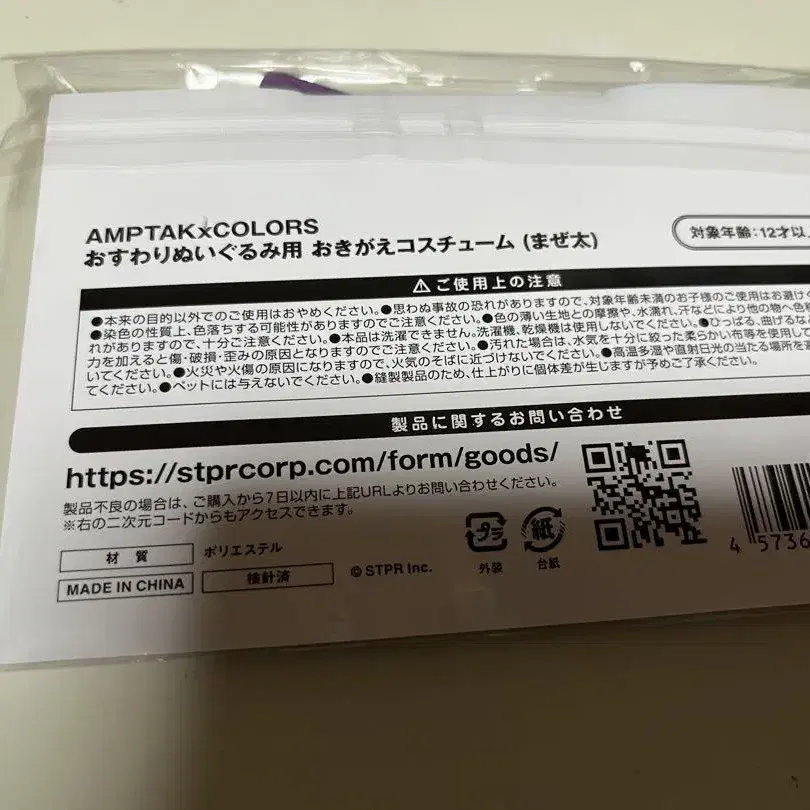 AMPTAKxCOLORS
おすわりぬいぐるみ用 おきがえコスチューム (まぜ太)
対象年齢:12才以
⚠ご使用上の注意
●本来の目的以外でのご使用はおやめください。●思わぬ事故の恐れがありますので、対象年齢未満のお子様のご使用はお避けく
●染色の性質上、色落ちする可能性がありますのでご注意ください。●色の薄い生地との摩擦や、水濡れ、汗などにより他の物へ色移
れがありますので、十分ご注意ください。●本品は洗濯できません。洗濯機、乾燥機は使用しないでください。●ひっぱる、曲げるな
力を加えると傷・破損・歪みの原因となりますのでご注意ください。●汚れた場合は、水気を十分に絞った柔らかい布等を使用し
いてください。●火災や火傷の原因になりますので、火気のそばに近づけないでください。●高温多湿や直射日光の当たる場所を
てください。●ペットには与えないでください。●縫製製品のため、仕上がりに個体差が生じますが予めご了承ください。
製品に関するお問い合わせ
https://stprcorp.com/form/goods/
製品不良の場合は、ご購入から7日以内に上記URLよりお問い合わせください。
※右の二次元コードからもアクセスできます。
プラ
外装
紙
台紙
4 5736
材 質
ポリエステル
MADE IN CHINA
検針済
© STPR Inc.